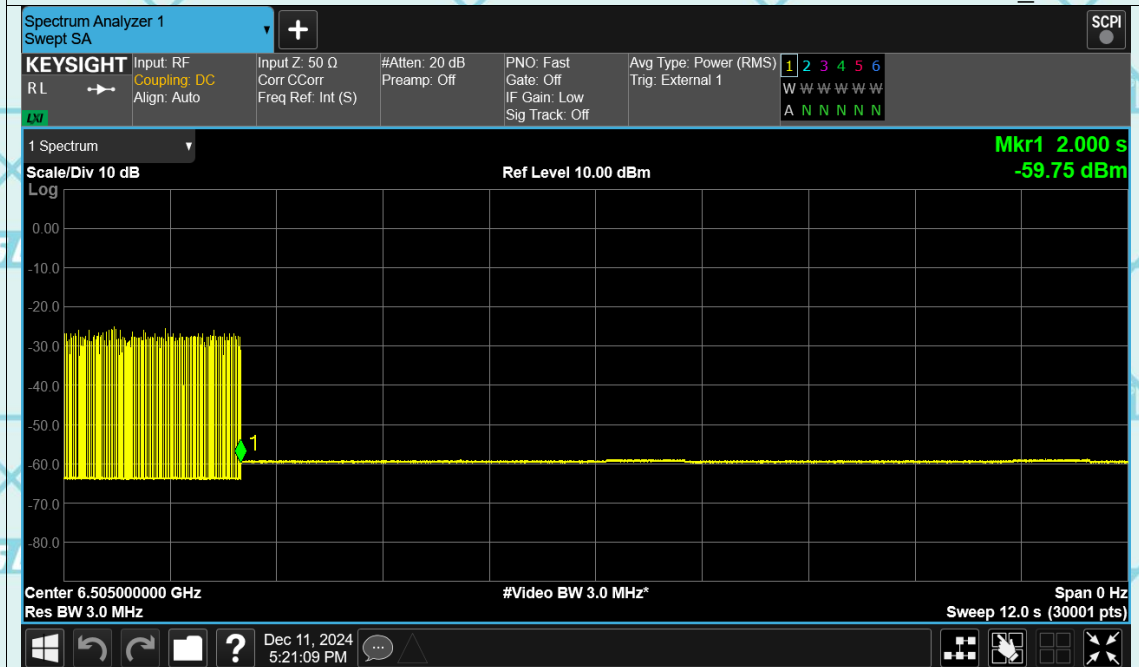 Spectrum Analyzer 1
Swept SA
+
SCPI
KEYSIGHT
RL
LXI
Input: RF
Coupling: DC
Align: Auto
Input Z: 50 Ω
Corr CCorr
Freq Ref: Int (S)
#Atten: 20 dB
Preamp: Off
PNO: Fast
Gate: Off
IF Gain: Low
Sig Track: Off
Avg Type: Power (RMS)
Trig: External 1
1 2 3 4 5 6
W W W W W W
A N N N N N
1 Spectrum
Mkr1 2.000 s
Scale/Div 10 dB
Ref Level 10.00 dBm
-59.75 dBm
Log
0.00
-10.0
-20.0
-30.0
-40.0
-50.0
1
-60.0
-70.0
-80.0
Center 6.505000000 GHz
#Video BW 3.0 MHz*
Span 0 Hz
Res BW 3.0 MHz
Sweep 12.0 s (30001 pts)
?
Dec 11, 2024
5:21:09 PM